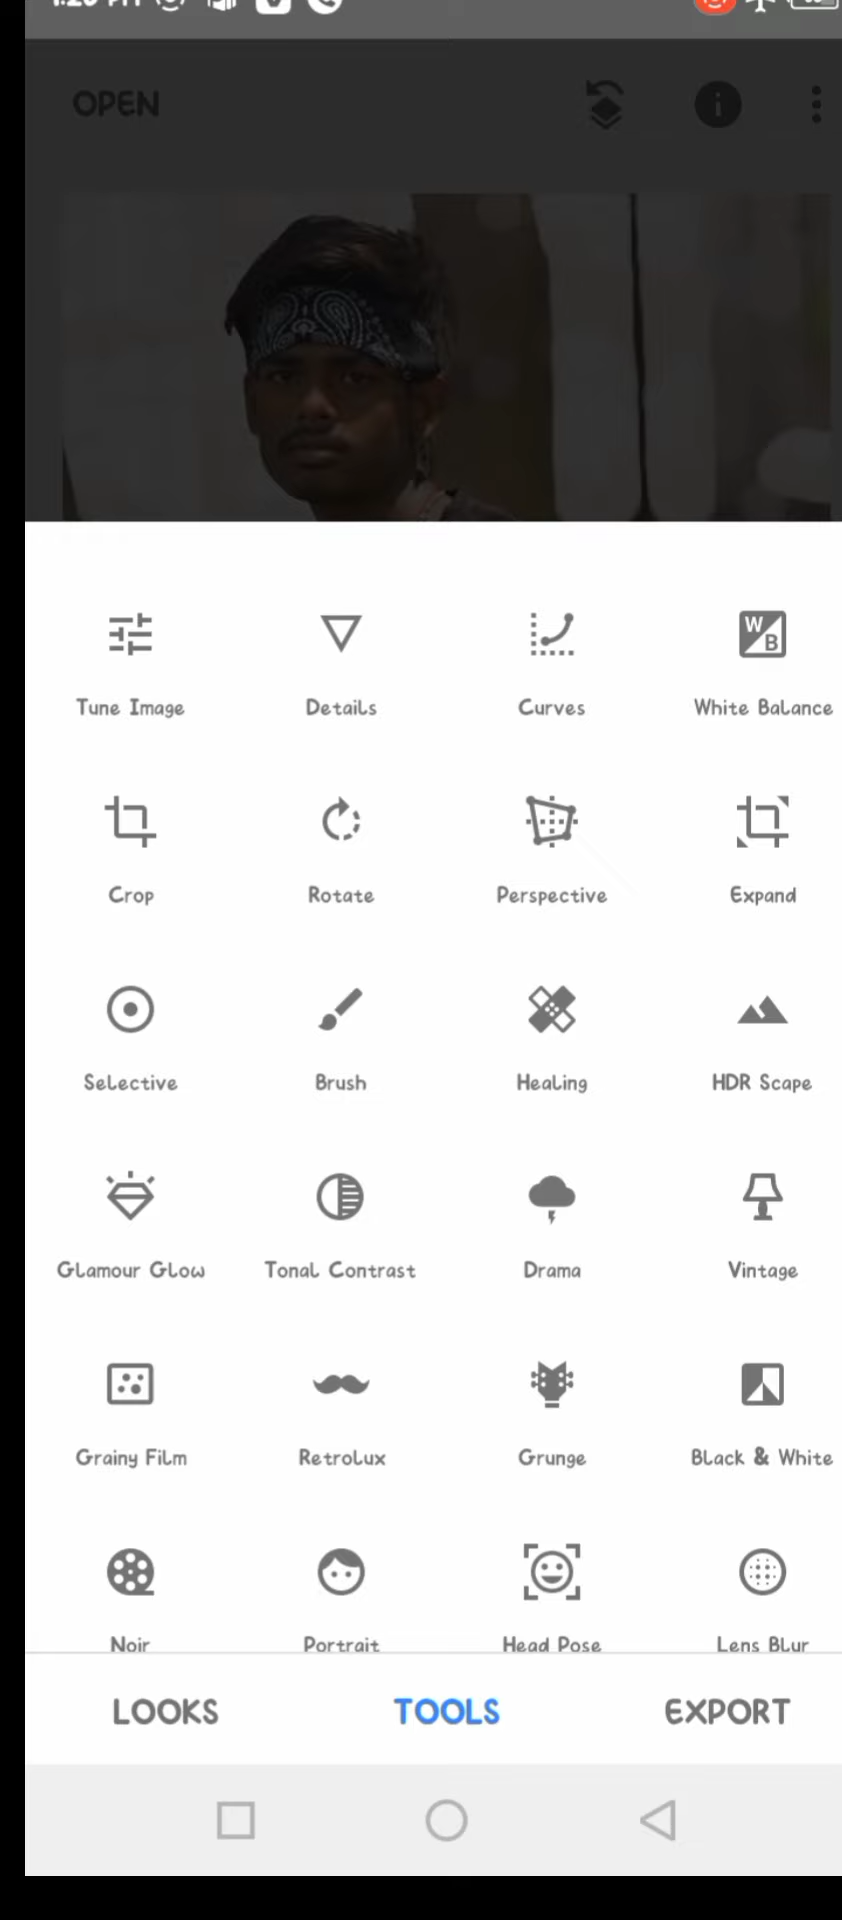 OPEN
Tune Image Details Curves White Balance
Crop Rotate Perspective Expand
Selective Brush Healing HDR Scape
Glamour Glow Tonal Contrast Drama Vintage
Grainy Film Retrolux Grunge Black & White
Noir Portrait Head Pose Lens Blur
LOOKS TOOLS EXPORT